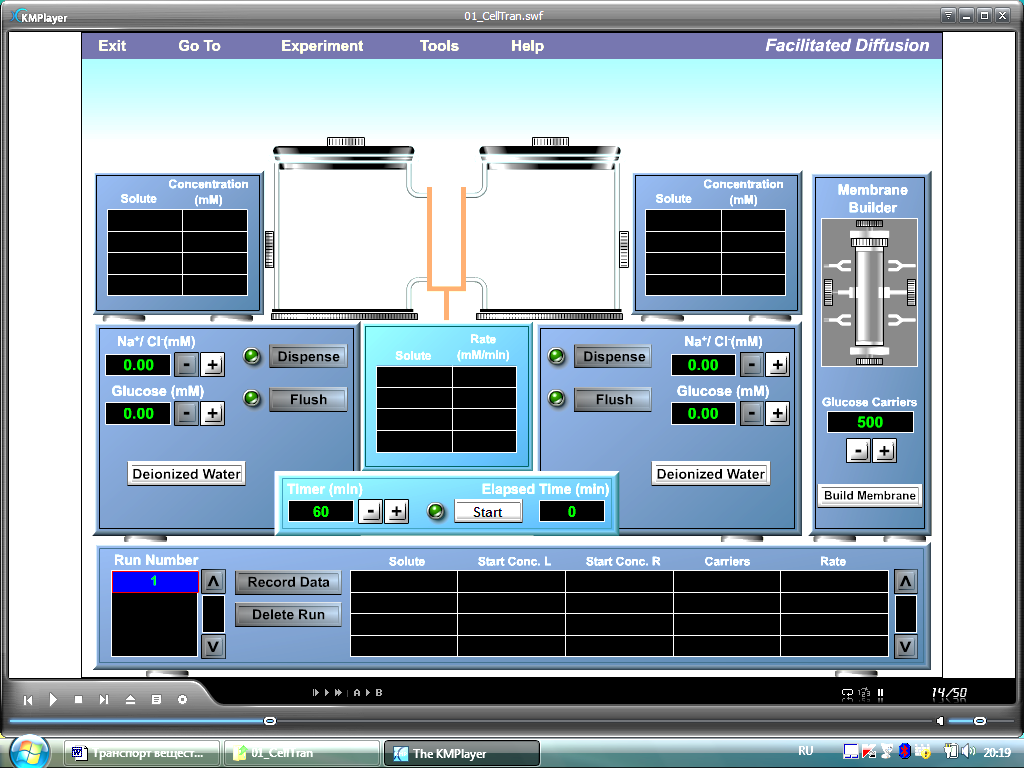 KMPlayer
01_CellTran.swf
Exit Go To Experiment Tools Help Facilitated Diffusion
Solute Concentration (mM)
Solute Concentration (mM)
Membrane
Builder
Na⁺/ Cl⁻(mM)
0.00 - +
Dispense
Glucose (mM)
0.00 - +
Flush
Deionized Water
Solute Rate (mM/min)
Dispense
Na⁺/ Cl⁻(mM)
0.00 - +
Flush
Glucose (mM)
0.00 - +
Deionized Water
Glucose Carriers
500
- +
Build Membrane
Timer (min) Elapsed Time (min)
60 - + Start 0
Run Number Solute Start Conc. L Start Conc. R Carriers Rate
1
Record Data
Delete Run
A B
14/50
Транспорт вещест... 01_CellTran The KMPlayer RU 20:19